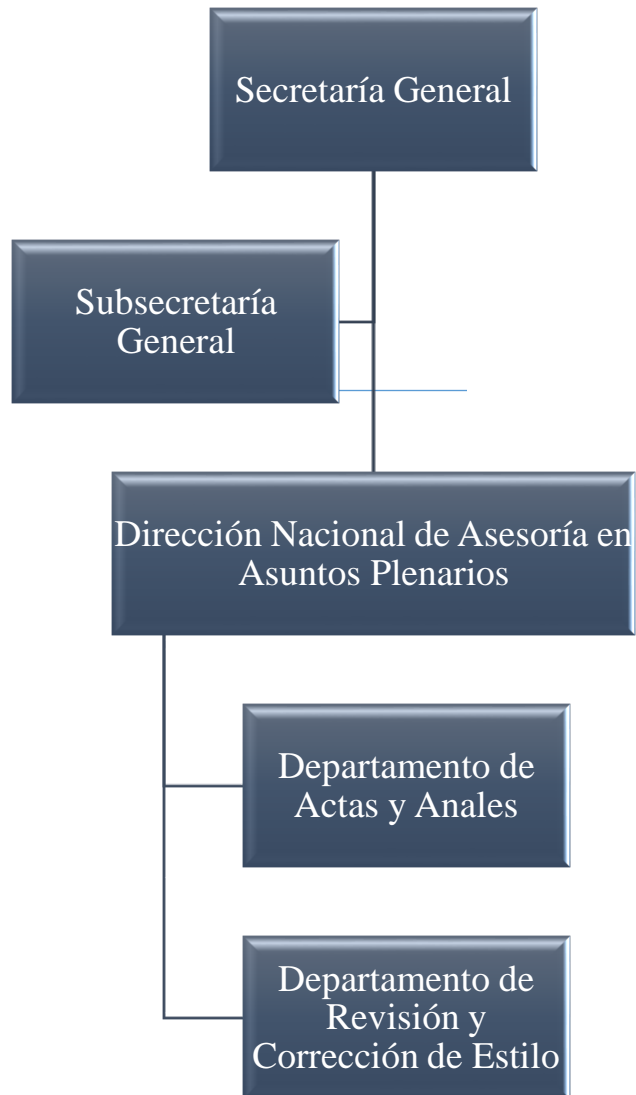 Secretaría General
Subsecretaría
General
Dirección Nacional de Asesoría en
Asuntos Plenarios
Departamento de
Actas y Anales
Departamento de
Revisión y
Corrección de Estilo